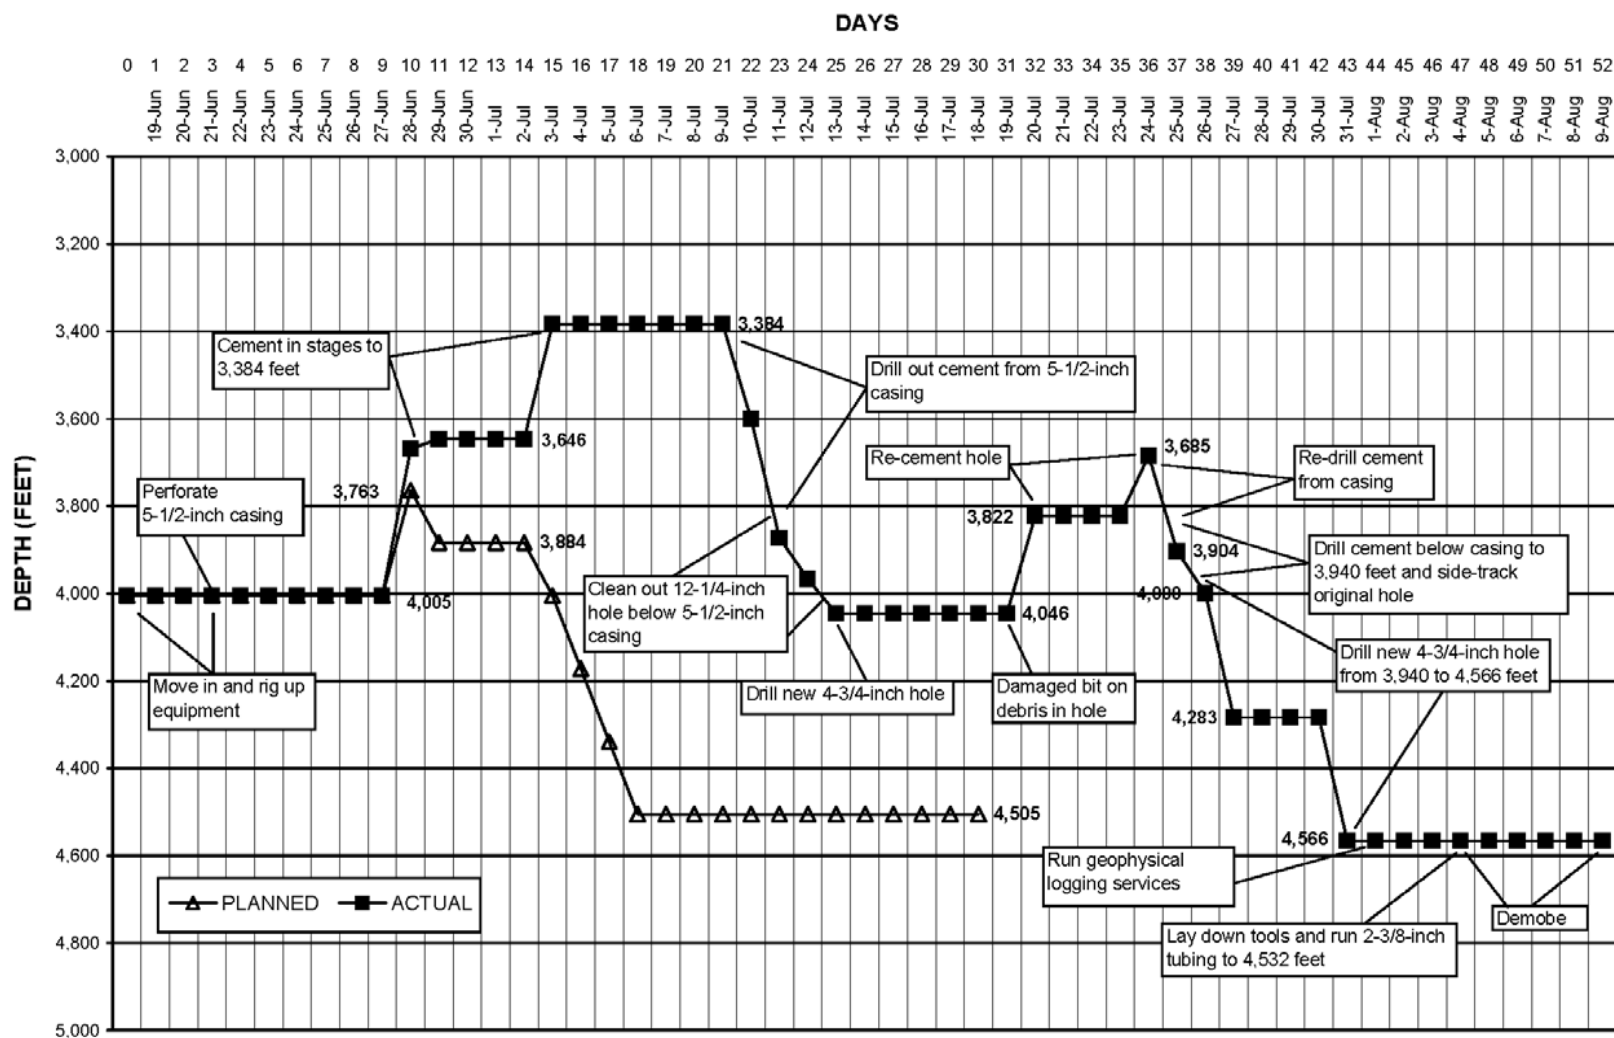 DAYS
0 1 2 3 4 5 6 7 8 9 10 11 12 13 14 15 16 17 18 19 20 21 22 23 24 25 26 27 28 29 30 31 32 33 34 35 36 37 38 39 40 41 42 43 44 45 46 47 48 49 50 51 52
19-Jun 20-Jun 21-Jun 22-Jun 23-Jun 24-Jun 25-Jun 26-Jun 27-Jun 28-Jun 29-Jun 30-Jun 1-Jul 2-Jul 3-Jul 4-Jul 5-Jul 6-Jul 7-Jul 8-Jul 9-Jul 10-Jul 11-Jul 12-Jul 13-Jul 14-Jul 15-Jul 16-Jul 17-Jul 18-Jul 19-Jul 20-Jul 21-Jul 22-Jul 23-Jul 24-Jul 25-Jul 26-Jul 27-Jul 28-Jul 29-Jul 30-Jul 31-Jul 1-Aug 2-Aug 3-Aug 4-Aug 5-Aug 6-Aug 7-Aug 8-Aug 9-Aug
DEPTH (FEET)
3,000
3,200
3,400
3,600
3,800
4,000
4,200
4,400
4,600
4,800
5,000
Cement in stages to
3,384 feet
3,384
Drill out cement from 5-1/2-inch
casing
3,646
Perforate
5-1/2-inch casing
3,763
3,884
4,005
Move in and rig up
equipment
Clean out 12-1/4-inch
hole below 5-1/2-inch
casing
Drill new 4-3/4-inch hole
4,046
Damaged bit on
debris in hole
Re-cement hole
3,822
3,685
Re-drill cement
from casing
3,904
4,000
Drill cement below casing to
3,940 feet and side-track
original hole
Drill new 4-3/4-inch hole
from 3,940 to 4,566 feet
4,283
4,505
4,566
Run geophysical
logging services
Lay down tools and run 2-3/8-inch
tubing to 4,532 feet
Demobe
PLANNED
ACTUAL